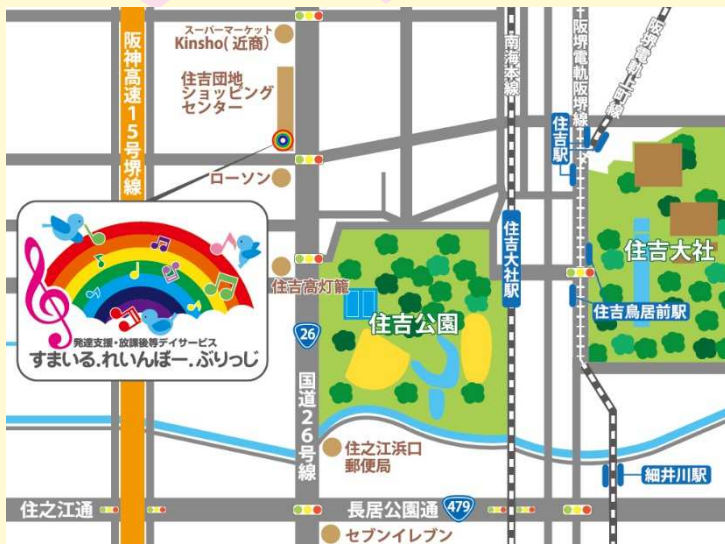 スーパーマーケット
Kinsho(近商)
住吉団地
ショッピング
センター
阪神高速15号堺線
南海本線
阪堺電軌阪堺線
阪堺電軌上町線
住吉駅
ローソン
住吉大社駅
住吉大社
住吉高灯籠
住吉公園
住吉鳥居前駅
発達支援・放課後等デイサービス
すまいる.れいんぼー.ぶりっじ
26
国道26号線
住之江浜口
郵便局
細井川駅
住之江通
長居公園通
479
セブンイレブン